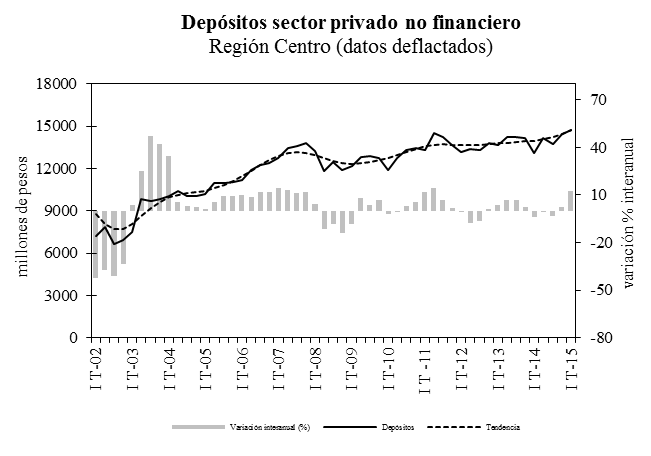 Depósitos sector privado no financiero
Región Centro (datos deflactados)
18000
15000
12000
9000
6000
3000
0
millones de pesos
70
40
10
-20
-50
-80
variación % interanual
I T-02
I T-03
I T-04
I T-05
I T-06
I T-07
I T-08
I T-09
I T-10
I T -11
I T-12
I T-13
I T-14
I T-15
Variación interanual (%)
Depósitos
Tendencia